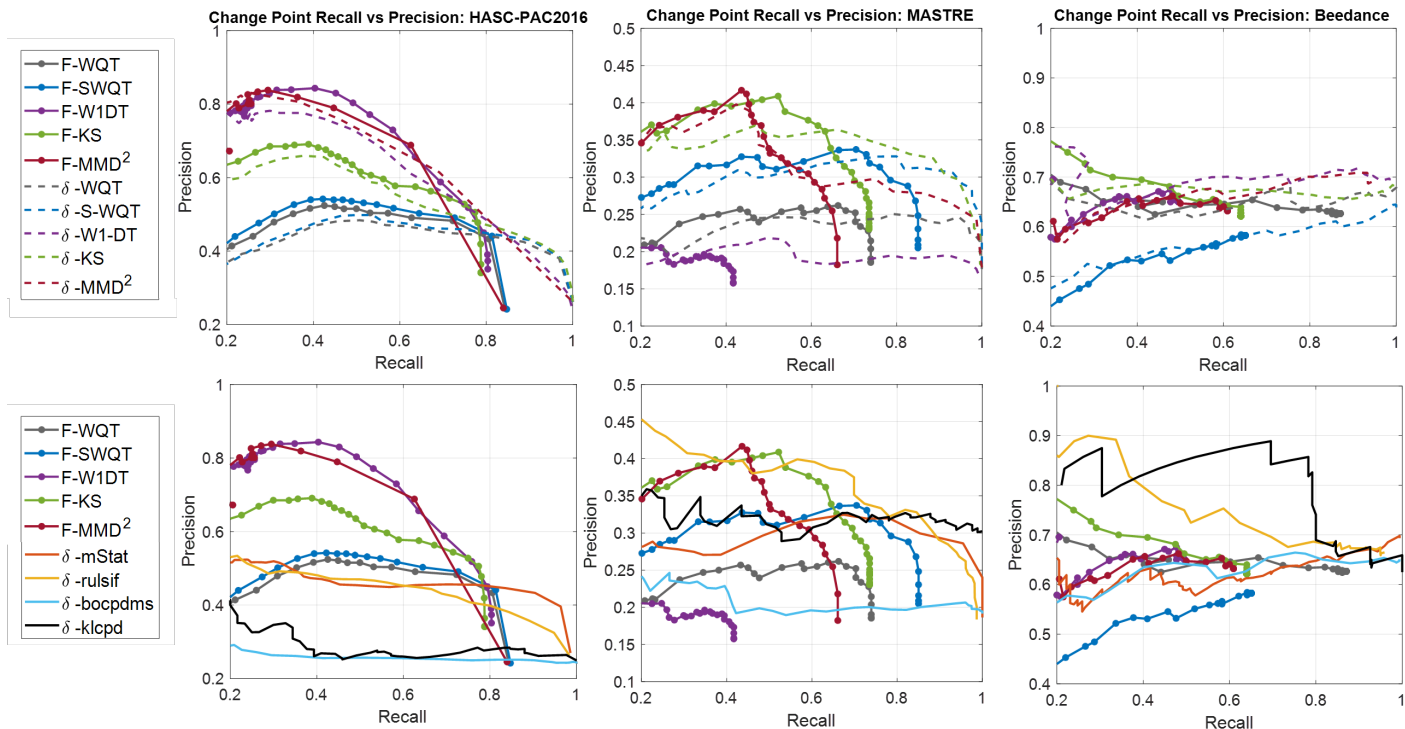 Change Point Recall vs Precision: HASC-PAC2016
Change Point Recall vs Precision: MASTRE
Change Point Recall vs Precision: Beedance
F-WQT
F-SWQT
F-W1DT
F-KS
F-MMD²
δ -WQT
δ -S-WQT
δ -W1-DT
δ -KS
δ -MMD²
Precision
1
0.8
0.6
0.4
0.2
0.2 0.4 0.6 0.8 1
Recall
Precision
0.5
0.45
0.4
0.35
0.3
0.25
0.2
0.15
0.1
0.2 0.4 0.6 0.8 1
Recall
Precision
1
0.9
0.8
0.7
0.6
0.5
0.4
0.2 0.4 0.6 0.8 1
Recall
F-WQT
F-SWQT
F-W1DT
F-KS
F-MMD²
δ -mStat
δ -rulsif
δ -bocpdms
δ -klcpd
Precision
1
0.8
0.6
0.4
0.2
0.2 0.4 0.6 0.8 1
Recall
Precision
0.5
0.45
0.4
0.35
0.3
0.25
0.2
0.15
0.1
0.2 0.4 0.6 0.8 1
Recall
Precision
1
0.9
0.8
0.7
0.6
0.5
0.4
0.2 0.4 0.6 0.8 1
Recall